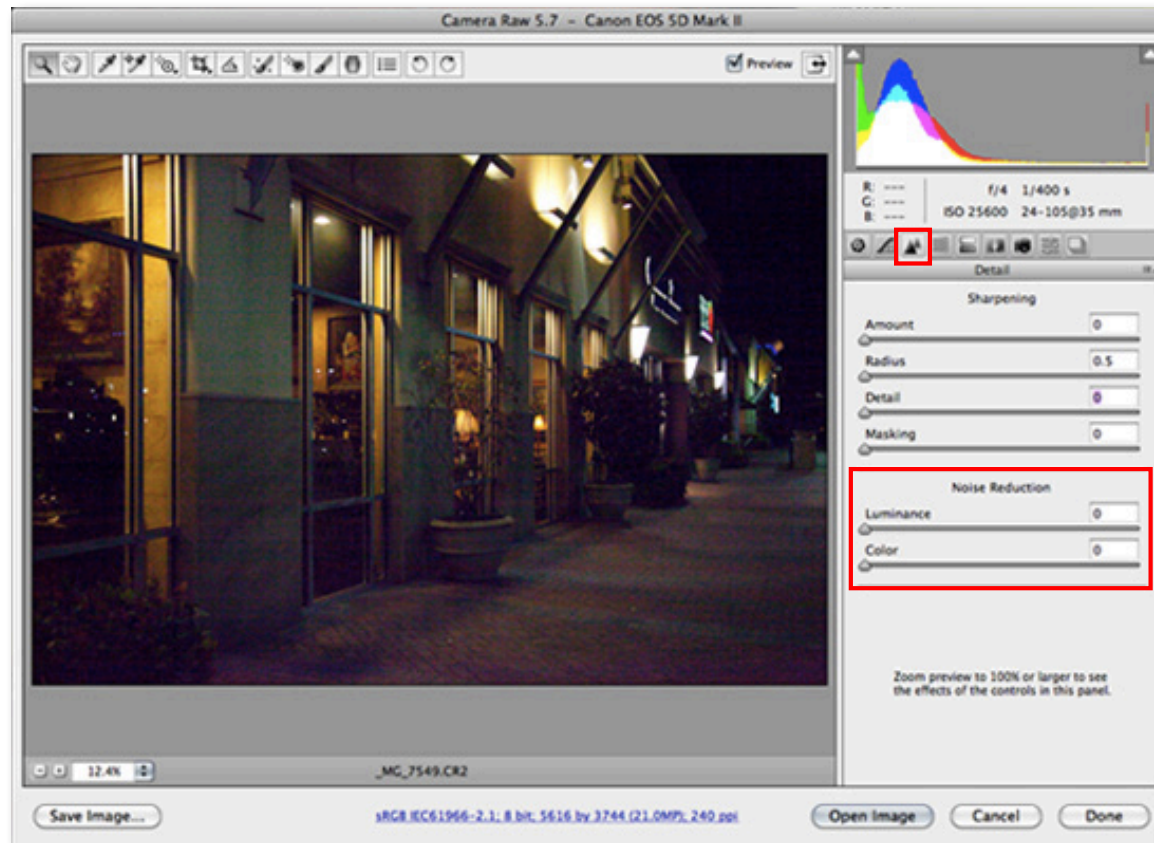 Camera Raw 5.7 – Canon EOS 5D Mark II
Preview
R: ---
G: ---
B: ---
f/4 1/400 s
ISO 25600 24-105@35 mm
Detail
Sharpening
Amount 0
Radius 0.5
Detail 0
Masking 0
Noise Reduction
Luminance 0
Color 0
Zoom preview to 100% or larger to see
the effects of the controls in this panel.
12.4%
_MG_7549.CR2
Save Image...
sRGB IEC61966-2.1; 8 bit; 5616 by 3744 (21.0MP); 240 ppi
Open Image
Cancel
Done